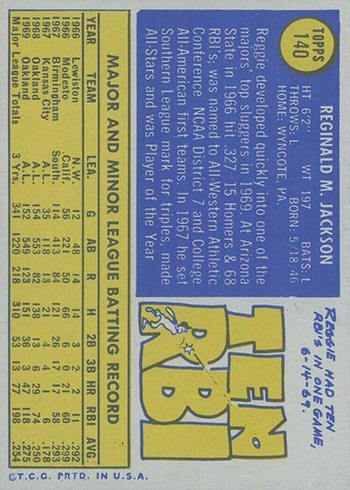 TOPPS
140
REGINALD M. JACKSON
HT: 6'2" WT: 197 BATS: L
THROWS: L BORN: 5/18/46
HOME: WYNCOTE, PA.
Reggie developed quickly into one of the
majors' top sluggers in 1969. At Arizona
State in 1966 hit .327, 15 Homers & 68
RBI's, was named to All-Western Athletic
Conference, NCAA District 7 and College
All-American first teams. In 1967 he set
Southern League mark for triples, made
All-Stars and was Player of the Year
REGGIE HAD TEN
RBI'S IN ONE GAME,
6-14-69.
TEN
RBI
MAJOR AND MINOR LEAGUE BATTING RECORD
YEAR TEAM LEA. G AB R H 2B 3B HR RBI AVG.
1966 Lewiston N.W. 12 48 14 14 3 2 2 11 .292
1966 Modesto Calif. 56 221 50 66 6 0 21 60 .299
1967 Birmingham South. 114 413 84 121 26 17 17 58 .293
1967 Kansas City A.L. 35 118 13 21 4 4 1 6 .178
1968 Oakland A.L. 154 553 82 138 13 6 29 74 .250
1969 Oakland A.L. 152 549 123 151 36 3 47 118 .275
Major League Totals 3 Yrs. 341 1220 218 310 53 13 77 198 .254
©T.C.G. PRTD. IN U.S.A.